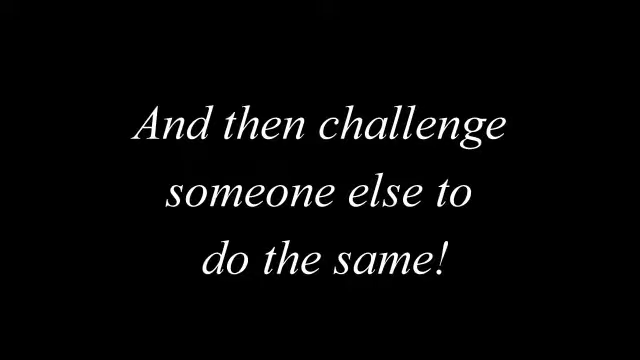 And then challenge
someone else to
do the same!